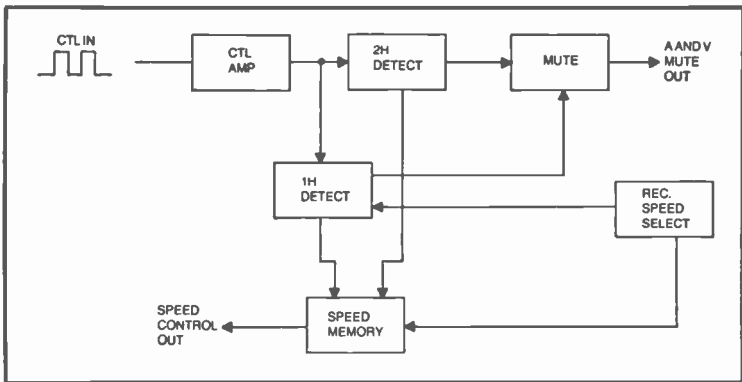 CTL IN
CTL
AMP
2H
DETECT
MUTE
A AND V
MUTE
OUT
1H
DETECT
REC.
SPEED
SELECT
SPEED
CONTROL
OUT
SPEED
MEMORY